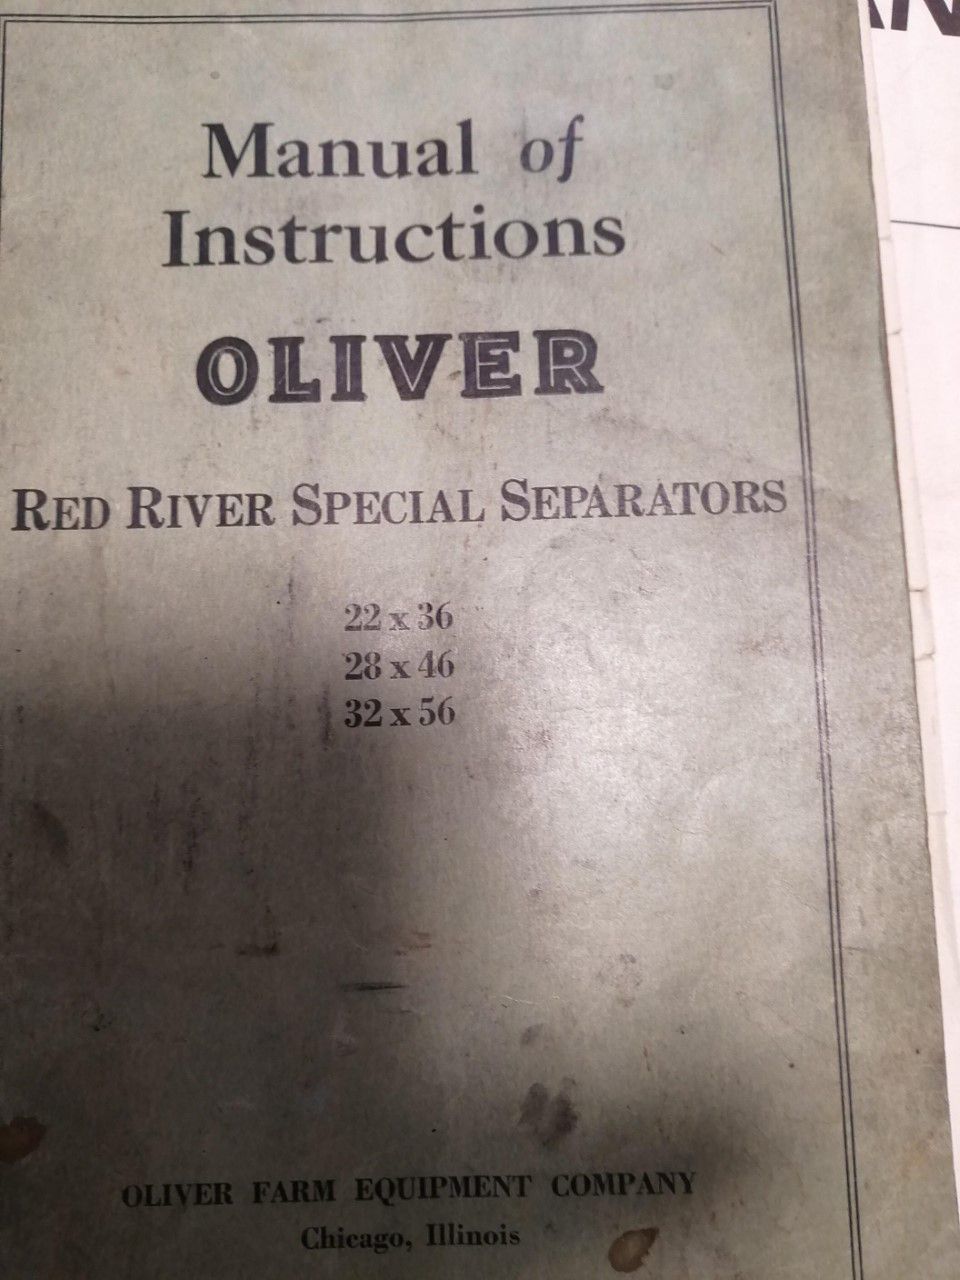 Manual of
Instructions
OLIVER
RED RIVER SPECIAL SEPARATORS
22 x 36
28 x 46
32 x 56
OLIVER FARM EQUIPMENT COMPANY
Chicago, Illinois